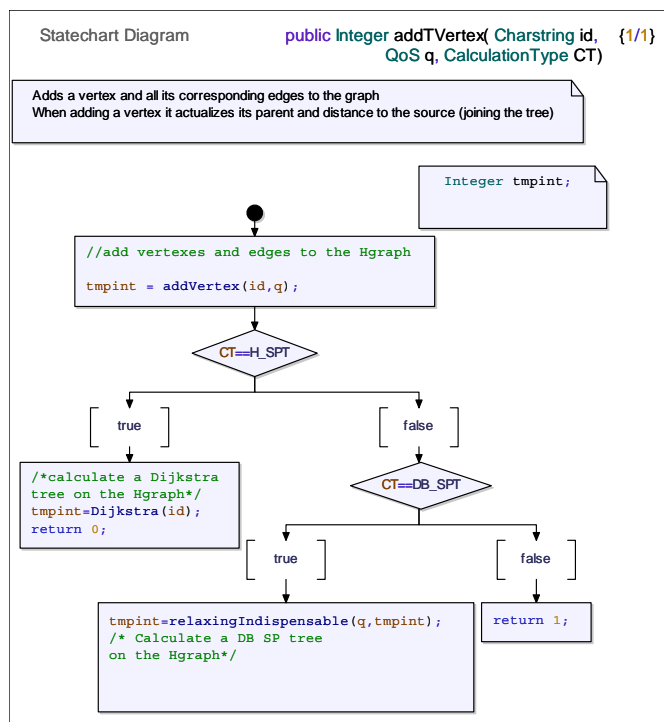 Statechart Diagram
public Integer addTVertex( Charstring id, {1/1}
QoS q, CalculationType CT)
Adds a vertex and all its corresponding edges to the graph
When adding a vertex it actualizes its parent and distance to the source (joining the tree)
Integer tmpint;
//add vertexes and edges to the Hgraph
tmpint = addVertex(id,q);
CT==H_SPT
true
false
/*calculate a Dijkstra
tree on the Hgraph*/
tmpint=Dijkstra(id);
return 0;
CT==DB_SPT
true
false
tmpint=relaxingIndispensable(q,tmpint);
/* Calculate a DB SP tree
on the Hgraph*/
return 1;